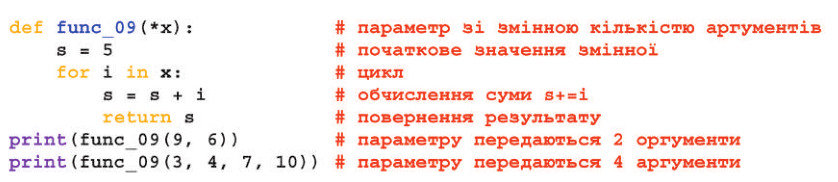 def func_09(*x): # параметр зі змінною кількістю аргументів
    s = 5 # початкове значення змінної
    for i in x: # цикл
        s = s + i # обчислення суми s+=i
        return s # повернення результату
print(func_09(9, 6)) # параметру передаються 2 оргументи
print(func_09(3, 4, 7, 10)) # параметру передаються 4 аргументи